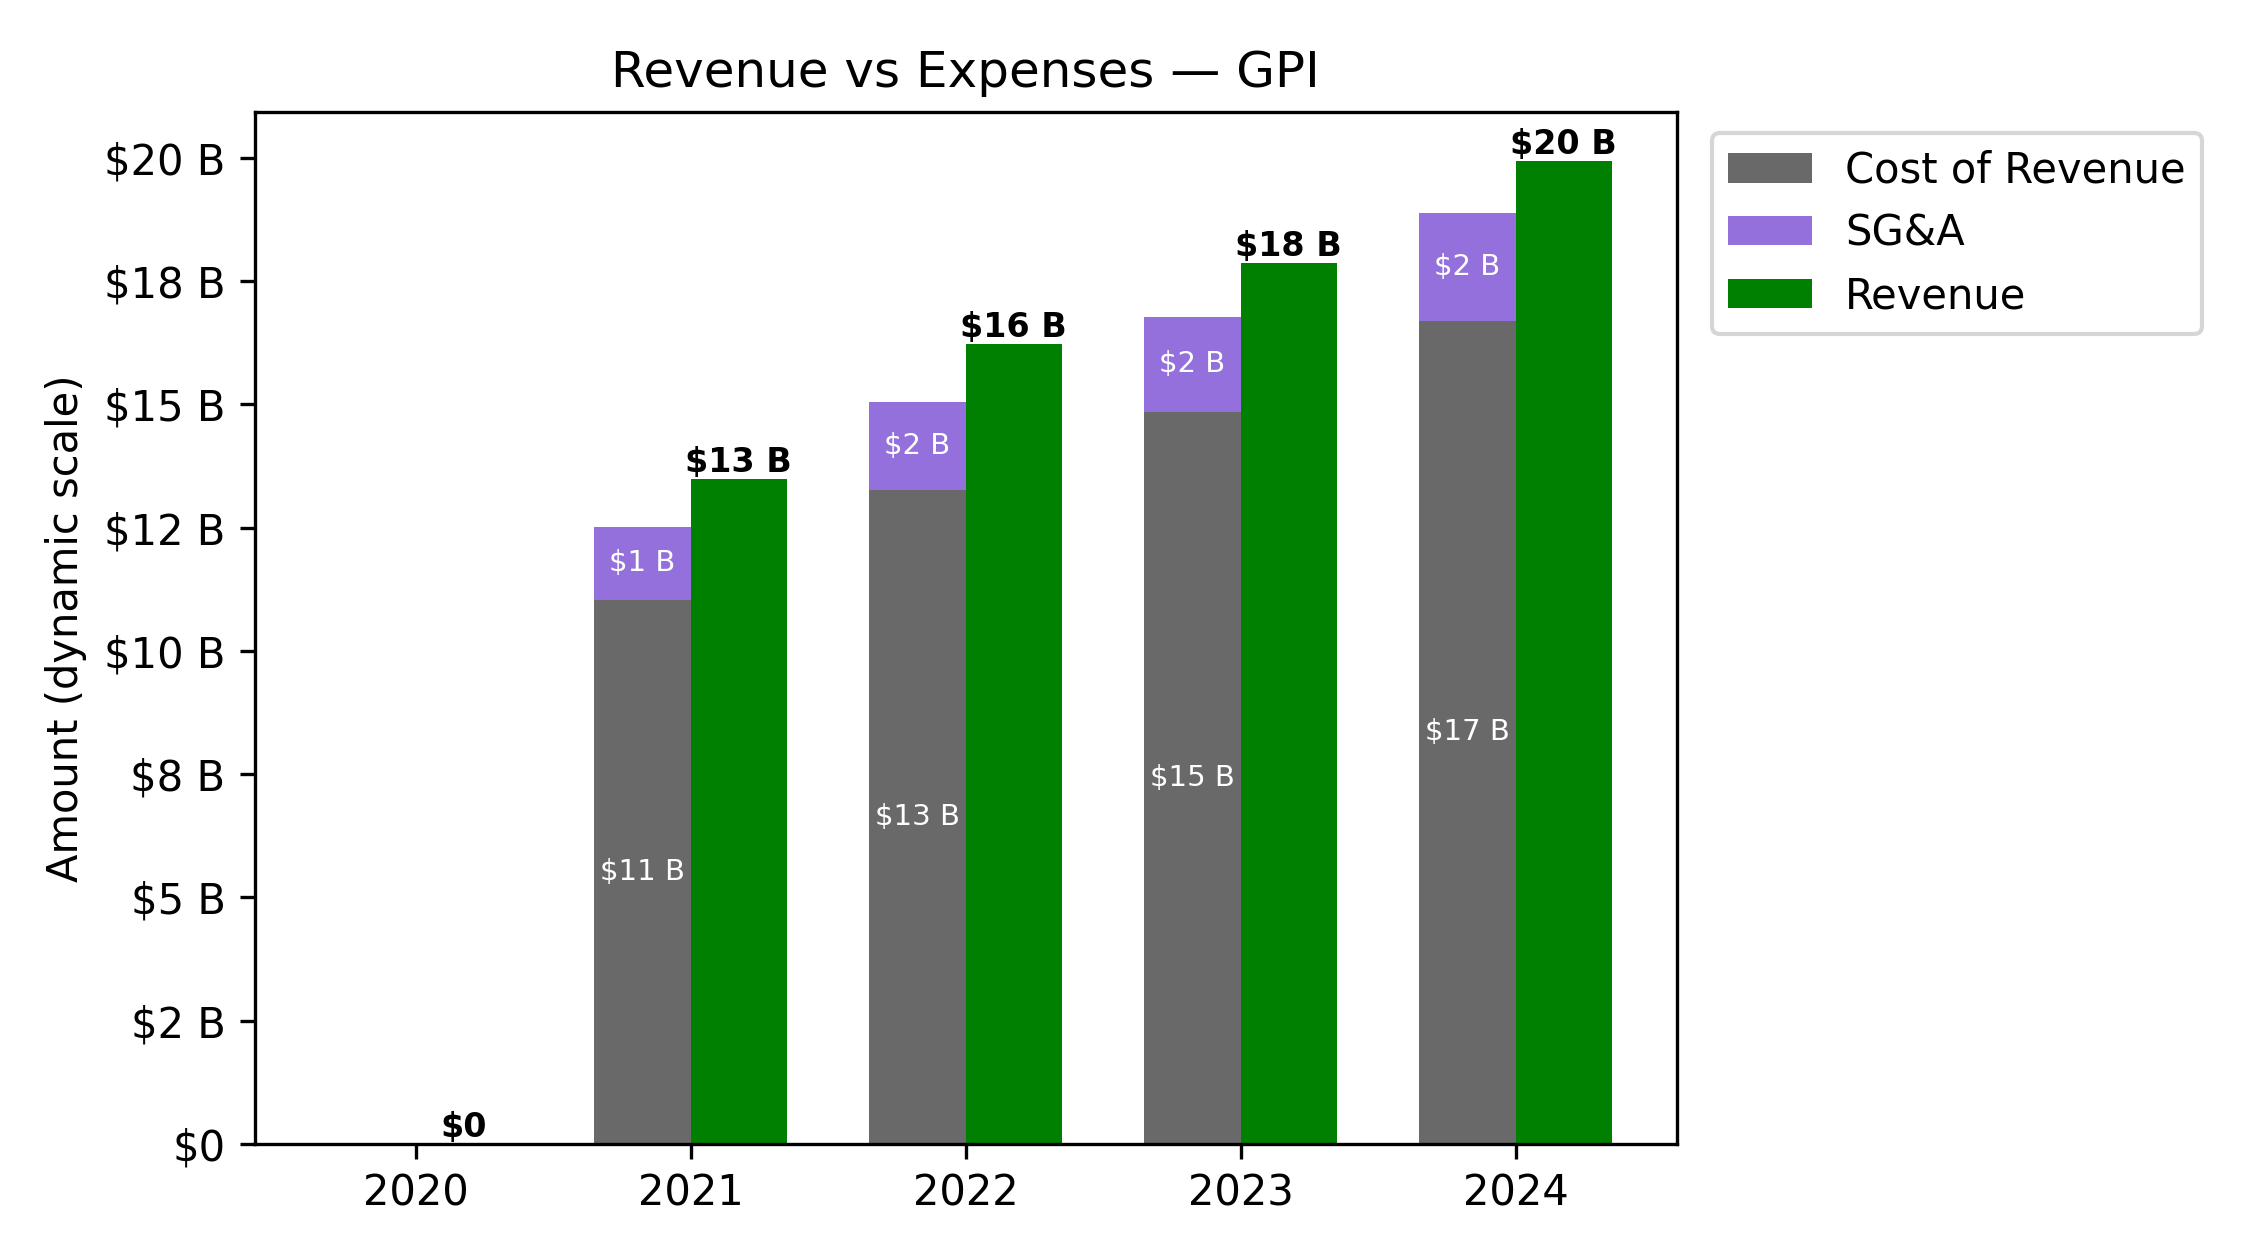 Revenue vs Expenses — GPI
Amount (dynamic scale)
$20 B
$18 B
$15 B
$12 B
$10 B
$8 B
$5 B
$2 B
$0
$0
$11 B
$1 B
$13 B
$13 B
$2 B
$16 B
$15 B
$2 B
$18 B
$17 B
$2 B
$20 B
2020
2021
2022
2023
2024
Cost of Revenue
SG&A
Revenue